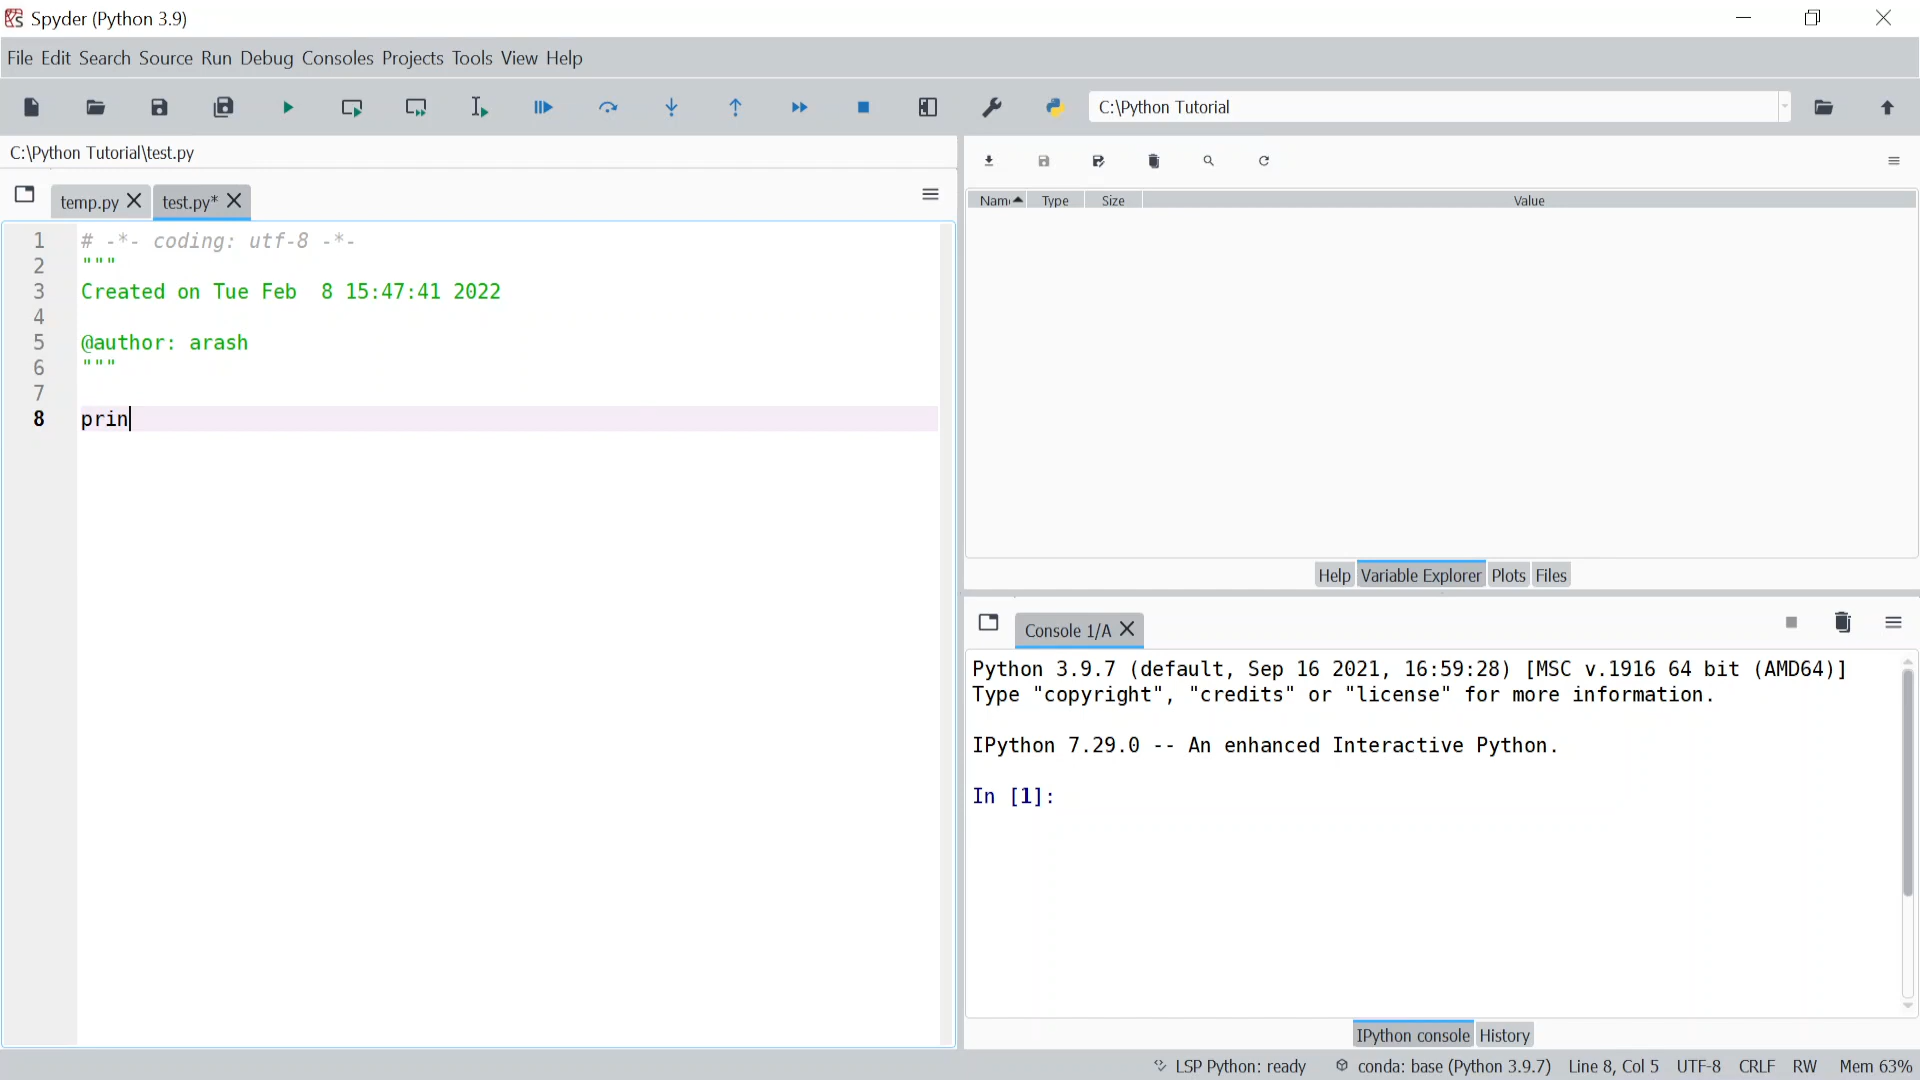 Spyder (Python 3.9)
File Edit Search Source Run Debug Consoles Projects Tools View Help
C:\Python Tutorial
C:\Python Tutorial\test.py
temp.py test.py*
1 # -*- coding: utf-8 -*-
2 """
3 Created on Tue Feb  8 15:47:41 2022
4
5 @author: arash
6 """
7
8 prin
Type Size Value
Help Variable Explorer Plots Files
Console 1/A
Python 3.9.7 (default, Sep 16 2021, 16:59:28) [MSC v.1916 64 bit (AMD64)]
Type "copyright", "credits" or "license" for more information.
IPython 7.29.0 -- An enhanced Interactive Python.
In [1]:
IPython console History
LSP Python: ready conda: base (Python 3.9.7) Line 8, Col 5 UTF-8 CRLF RW Mem 63%